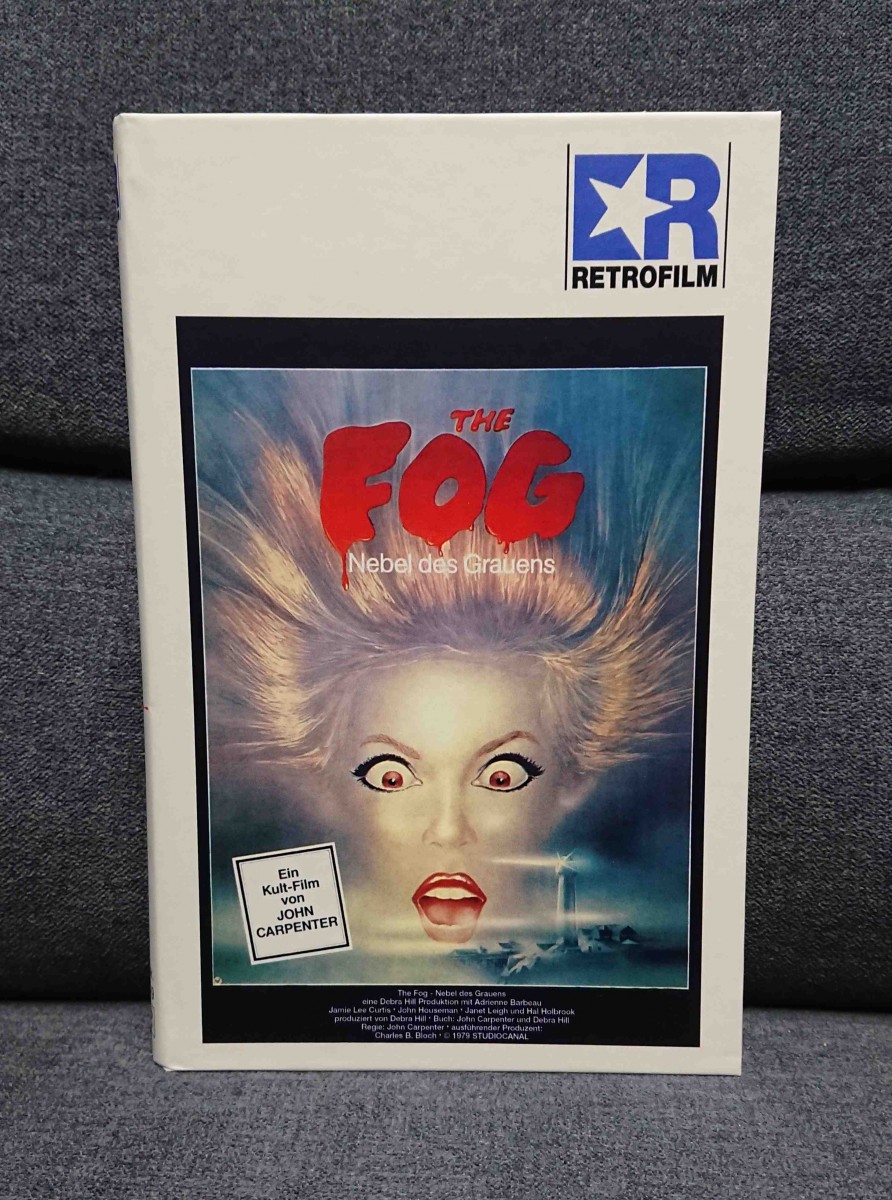 RETROFILM
THE
FOG
Nebel des Grauens
Ein
Kult-Film
von
JOHN
CARPENTER
The Fog - Nebel des Grauens
eine Debra Hill Produktion mit Adrienne Barbeau
Jamie Lee Curtis • John Houseman • Janet Leigh und Hal Holbrook
produziert von Debra Hill • Buch: John Carpenter und Debra Hill
Regie: John Carpenter • ausführender Produzent:
Charles B. Bloch • © 1979 STUDIOCANAL